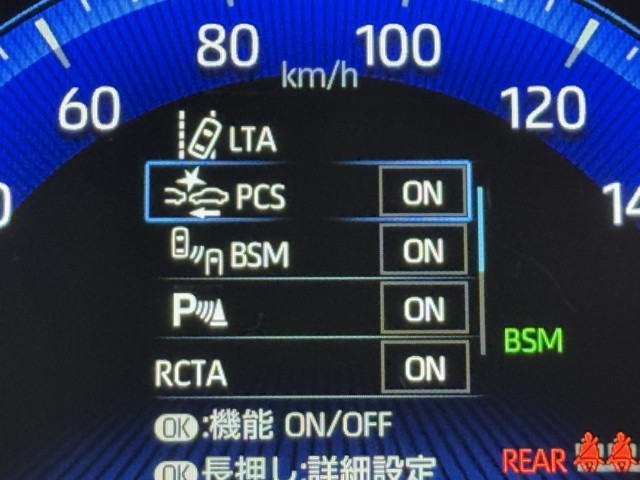 80 100
km/h
60 120
LTA
PCS ON
BSM ON
P ON
BSM
RCTA ON
OK:機能 ON/OFF
OK長押し:詳細設定
REAR